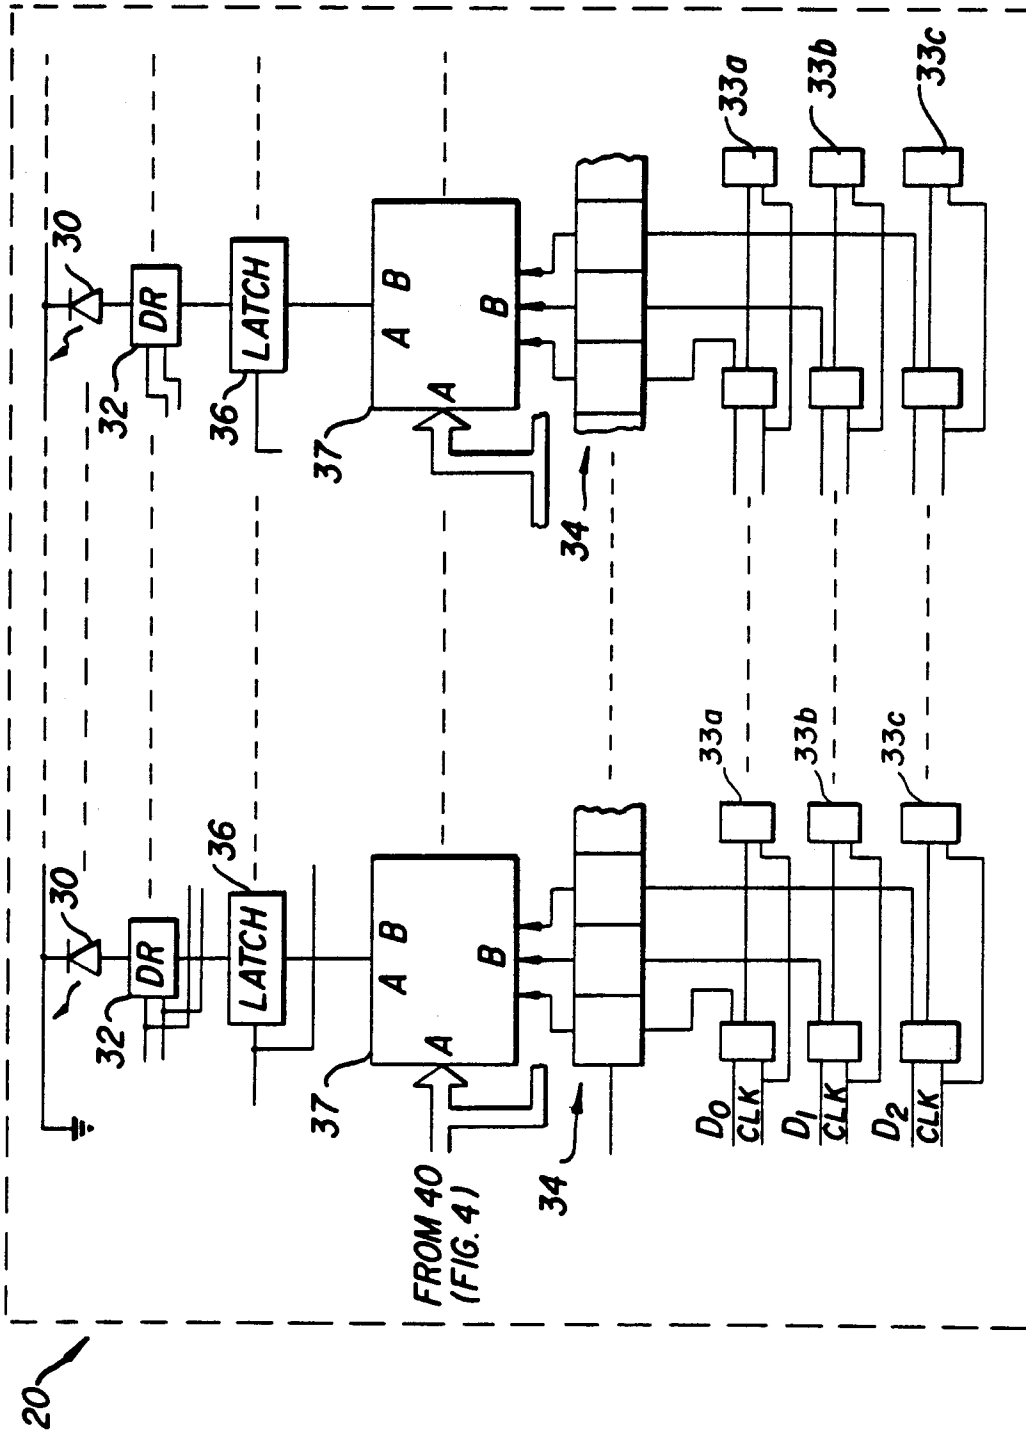 20
30
30
32
DR
32
DR
36
LATCH
36
LATCH
37
A B
A
B
37
A B
A
B
FROM 40
(FIG. 4)
34
34
D0
CLK
33a
33a
D1
CLK
33b
33b
D2
CLK
33c
33c